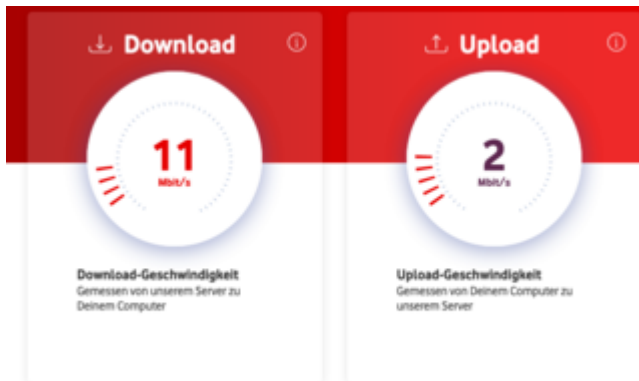 Download
11
Mbit/s
Download-Geschwindigkeit
Gemessen von unserem Server zu
Deinem Computer
Upload
2
Mbit/s
Upload-Geschwindigkeit
Gemessen von Deinem Computer zu
unserem Server